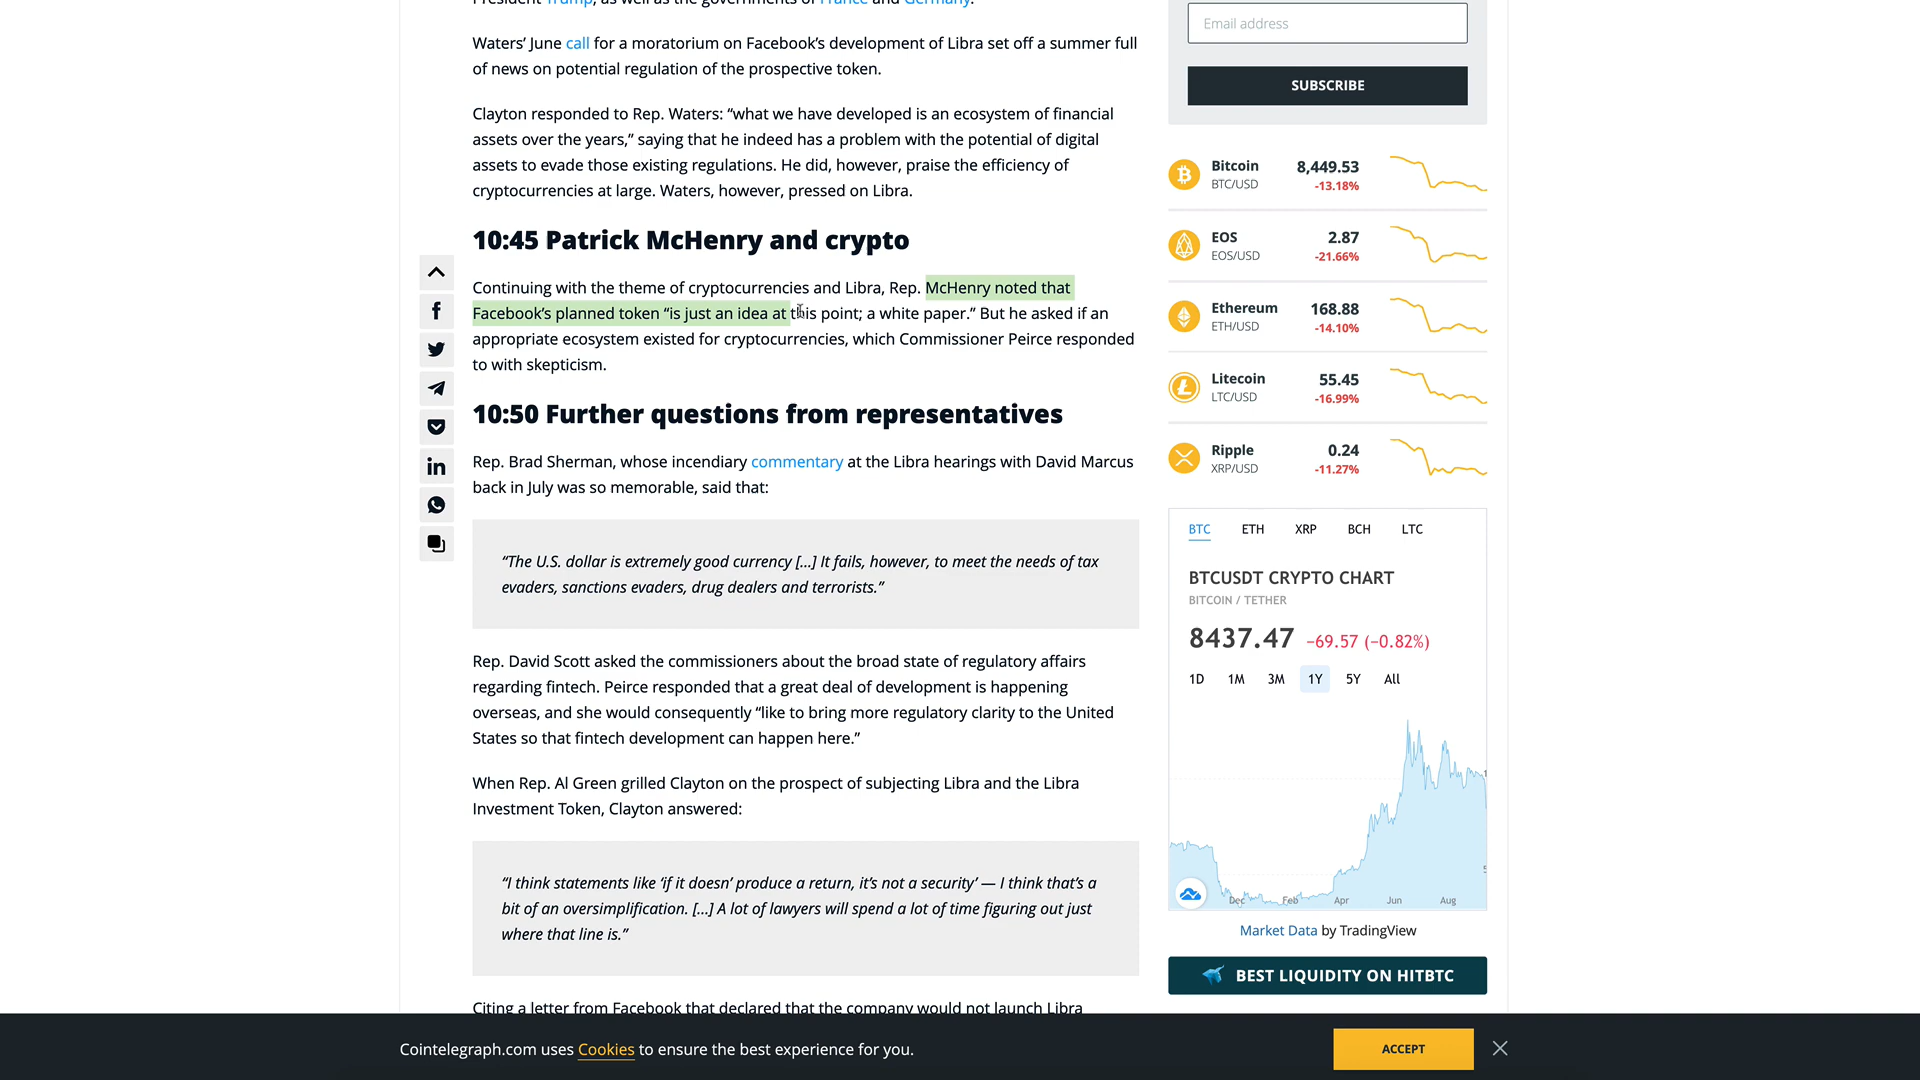 President Trump, as well as the governments of France and Germany.
Waters’ June call for a moratorium on Facebook’s development of Libra set off a summer full
of news on potential regulation of the prospective token.
Clayton responded to Rep. Waters: “what we have developed is an ecosystem of financial
assets over the years,” saying that he indeed has a problem with the potential of digital
assets to evade those existing regulations. He did, however, praise the efficiency of
cryptocurrencies at large. Waters, however, pressed on Libra.
10:45 Patrick McHenry and crypto
Continuing with the theme of cryptocurrencies and Libra, Rep. McHenry noted that
Facebook’s planned token “is just an idea at this point; a white paper.” But he asked if an
appropriate ecosystem existed for cryptocurrencies, which Commissioner Peirce responded
to with skepticism.
10:50 Further questions from representatives
Rep. Brad Sherman, whose incendiary commentary at the Libra hearings with David Marcus
back in July was so memorable, said that:
“The U.S. dollar is extremely good currency [...] It fails, however, to meet the needs of tax
evaders, sanctions evaders, drug dealers and terrorists.”
Rep. David Scott asked the commissioners about the broad state of regulatory affairs
regarding fintech. Peirce responded that a great deal of development is happening
overseas, and she would consequently “like to bring more regulatory clarity to the United
States so that fintech development can happen here.”
When Rep. Al Green grilled Clayton on the prospect of subjecting Libra and the Libra
Investment Token, Clayton answered:
“I think statements like ‘if it doesn’ produce a return, it’s not a security’ — I think that’s a
bit of an oversimplification. [...] A lot of lawyers will spend a lot of time figuring out just
where that line is.”
Citing a letter from Facebook that declared that the company would not launch Libra
Email address
SUBSCRIBE
Bitcoin 8,449.53
BTC/USD -13.18%
EOS 2.87
EOS/USD -21.66%
Ethereum 168.88
ETH/USD -14.10%
Litecoin 55.45
LTC/USD -16.99%
Ripple 0.24
XRP/USD -11.27%
BTC ETH XRP BCH LTC
BTCUSDT CRYPTO CHART
BITCOIN / TETHER
8437.47 −69.57 (−0.82%)
1D 1M 3M 1Y 5Y All
Dec Feb Apr Jun Aug
Market Data by TradingView
BEST LIQUIDITY ON HITBTC
Cointelegraph.com uses Cookies to ensure the best experience for you.
ACCEPT